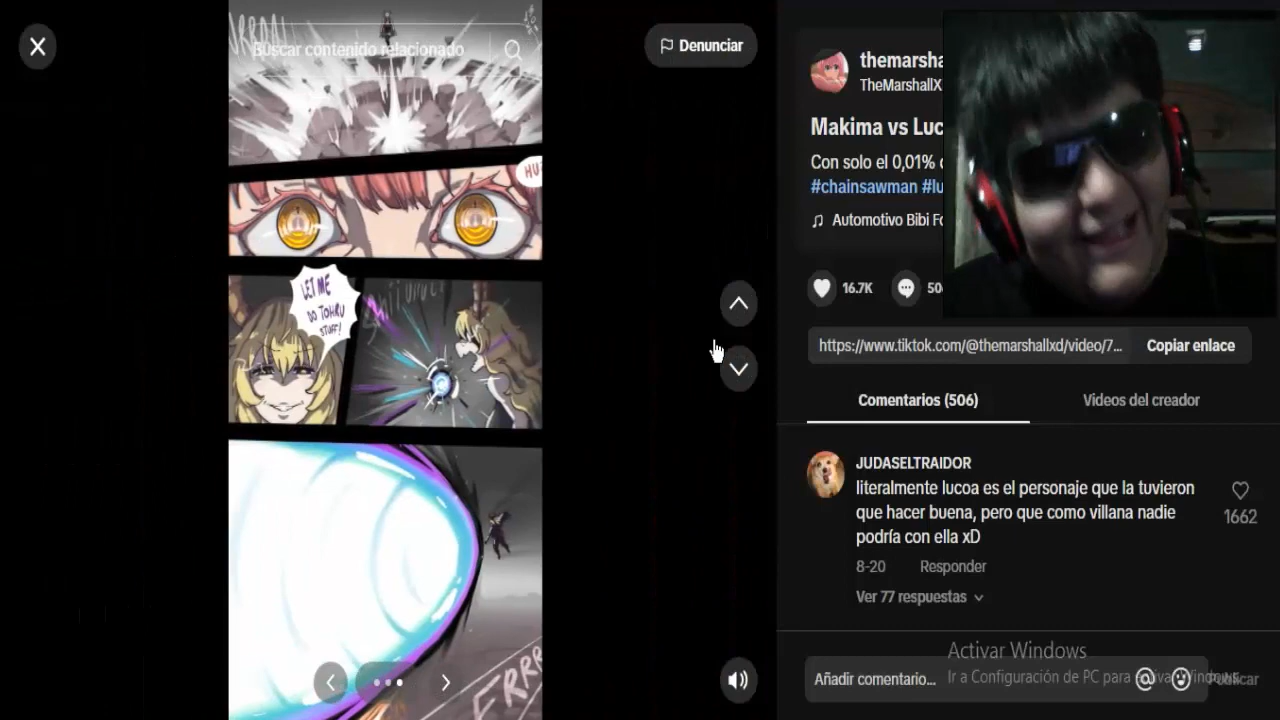 Buscar contenido relacionado
Denunciar
HU
LET ME
DO TOHRU
STUFF!
themarsha
TheMarshallX
Makima vs Luc
Con solo el 0,01%
#chainsawman #lu
Automotivo Bibi Fo
16.7K
50
https://www.tiktok.com/@themarshallxd/video/7...
Copiar enlace
Comentarios (506)
Videos del creador
JUDASELTRAIDOR
literalmente lucoa es el personaje que la tuvieron
que hacer buena, pero que como villana nadie
podría con ella xD
1662
8-20
Responder
Ver 77 respuestas
Activar Windows
Ir a Configuración de PC para activar Windows.
Añadir comentario...